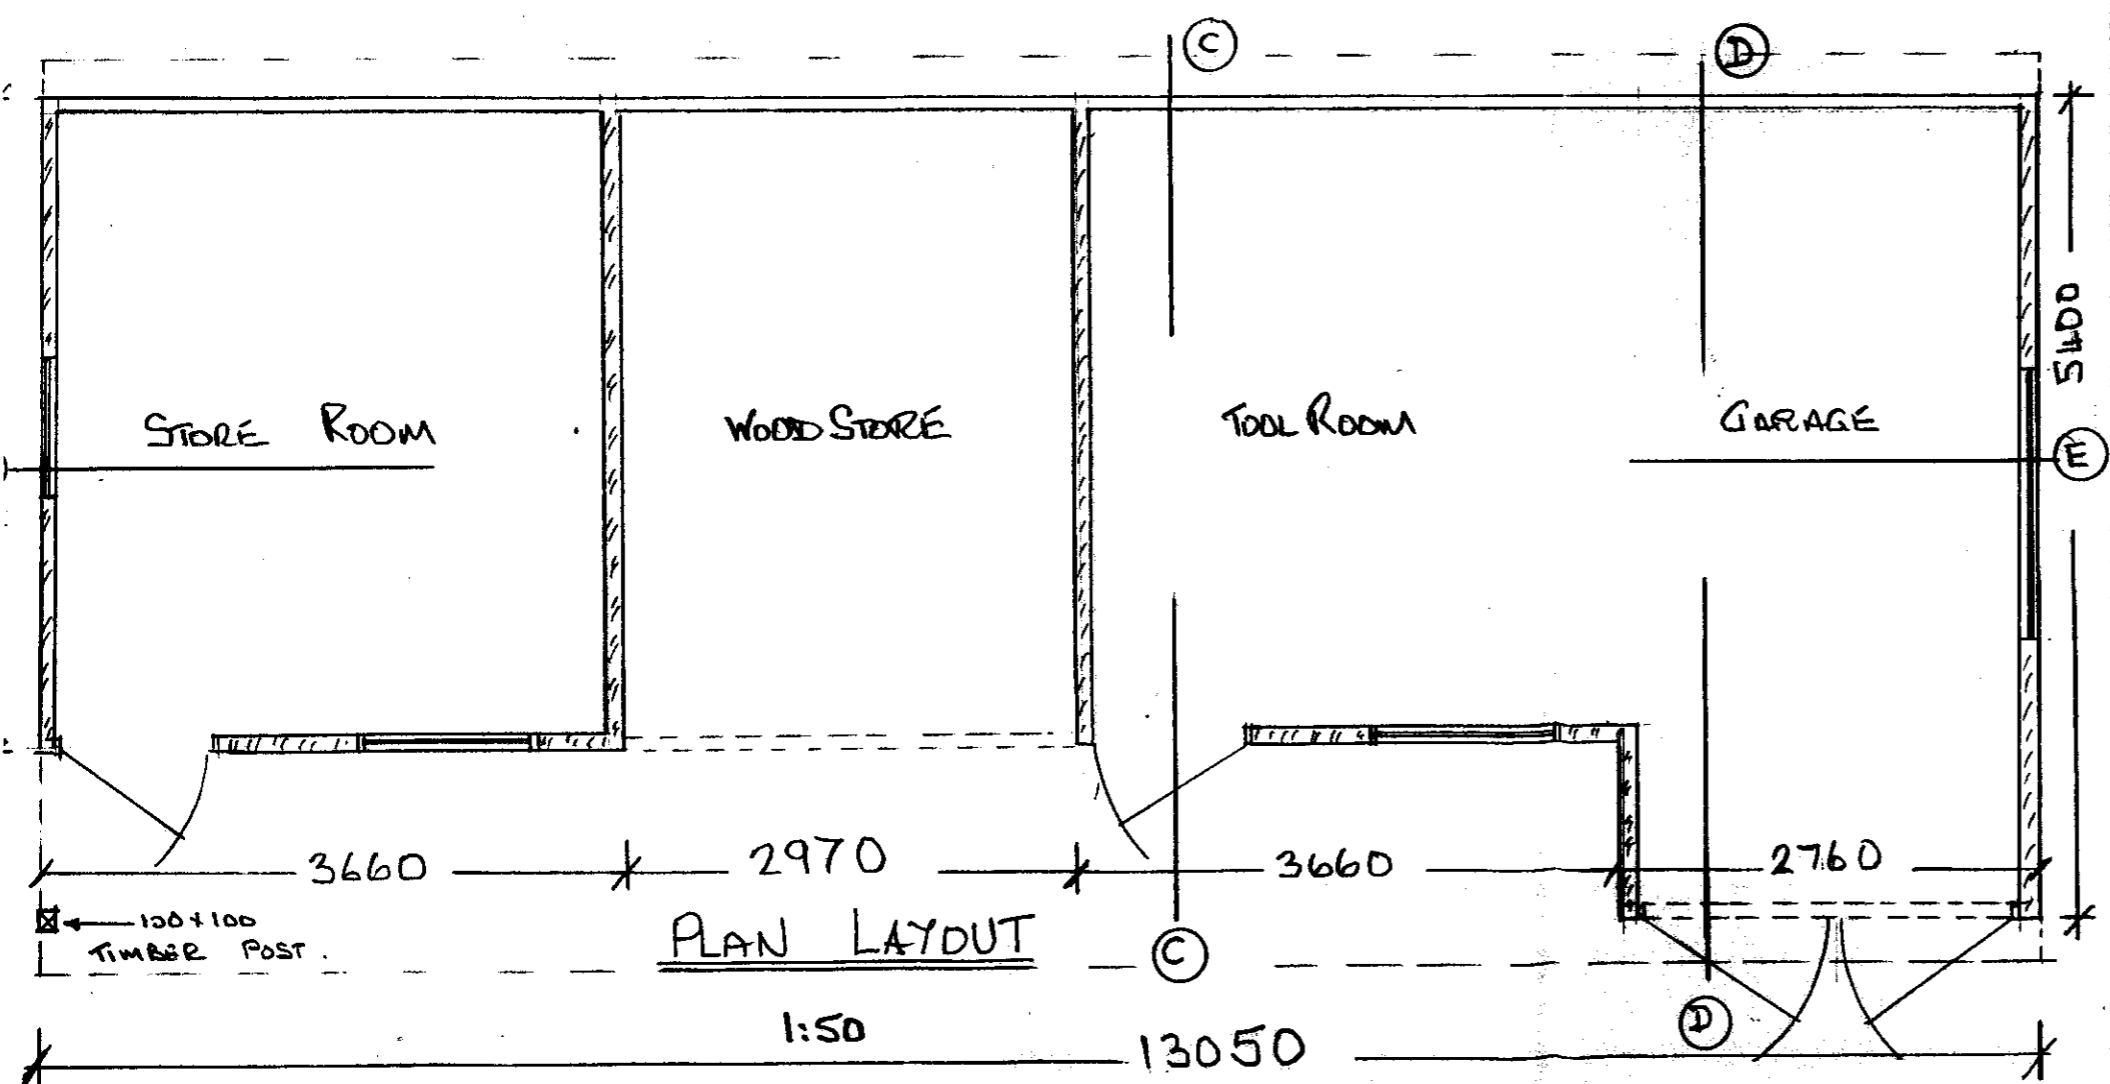 C
D
5400
STORE ROOM
WOOD STORE
TOOL ROOM
GARAGE
E
3660
2970
3660
2760
100 x 100
TIMBER POST.
PLAN LAYOUT
C
1:50
D
13050